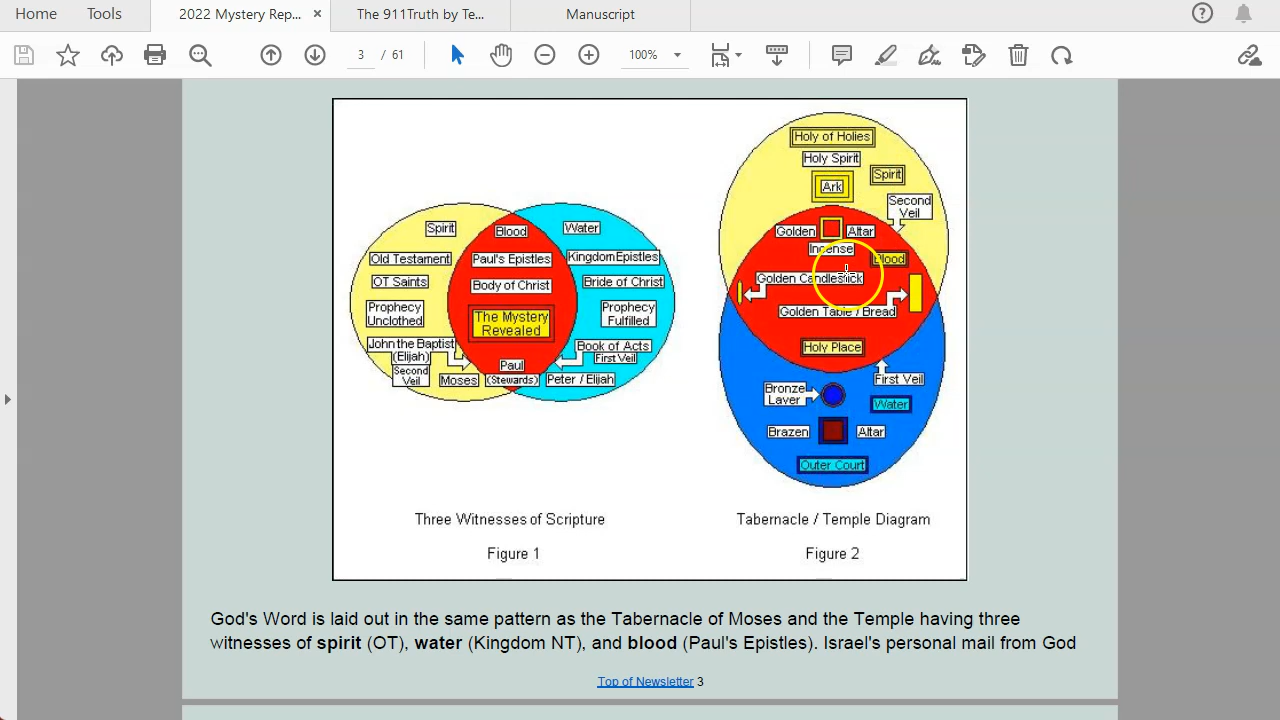 Home
Tools
2022 Mystery Rep... ×
The 911Truth by Te...
Manuscript
?
3 / 61
100%
Spirit
Blood
Water
Old Testament
Paul's Epistles
Kingdom Epistles
OT Saints
Body of Christ
Bride of Christ
Prophecy
Unclothed
The Mystery
Revealed
Prophecy
Fulfilled
John the Baptist
(Elijah)
Book of Acts
First Veil
Second
Veil
Moses
Paul
(Stewards)
Peter / Elijah
Three Witnesses of Scripture
Figure 1
Holy of Holies
Holy Spirit
Spirit
Ark
Second
Veil
Golden
Altar
Incense
Blood
Golden Candlestick
Golden Table / Bread
Holy Place
First Veil
Bronze
Laver
Water
Brazen
Altar
Outer Court
Tabernacle / Temple Diagram
Figure 2
God's Word is laid out in the same pattern as the Tabernacle of Moses and the Temple having three
witnesses of spirit (OT), water (Kingdom NT), and blood (Paul's Epistles). Israel's personal mail from God
Top of Newsletter 3